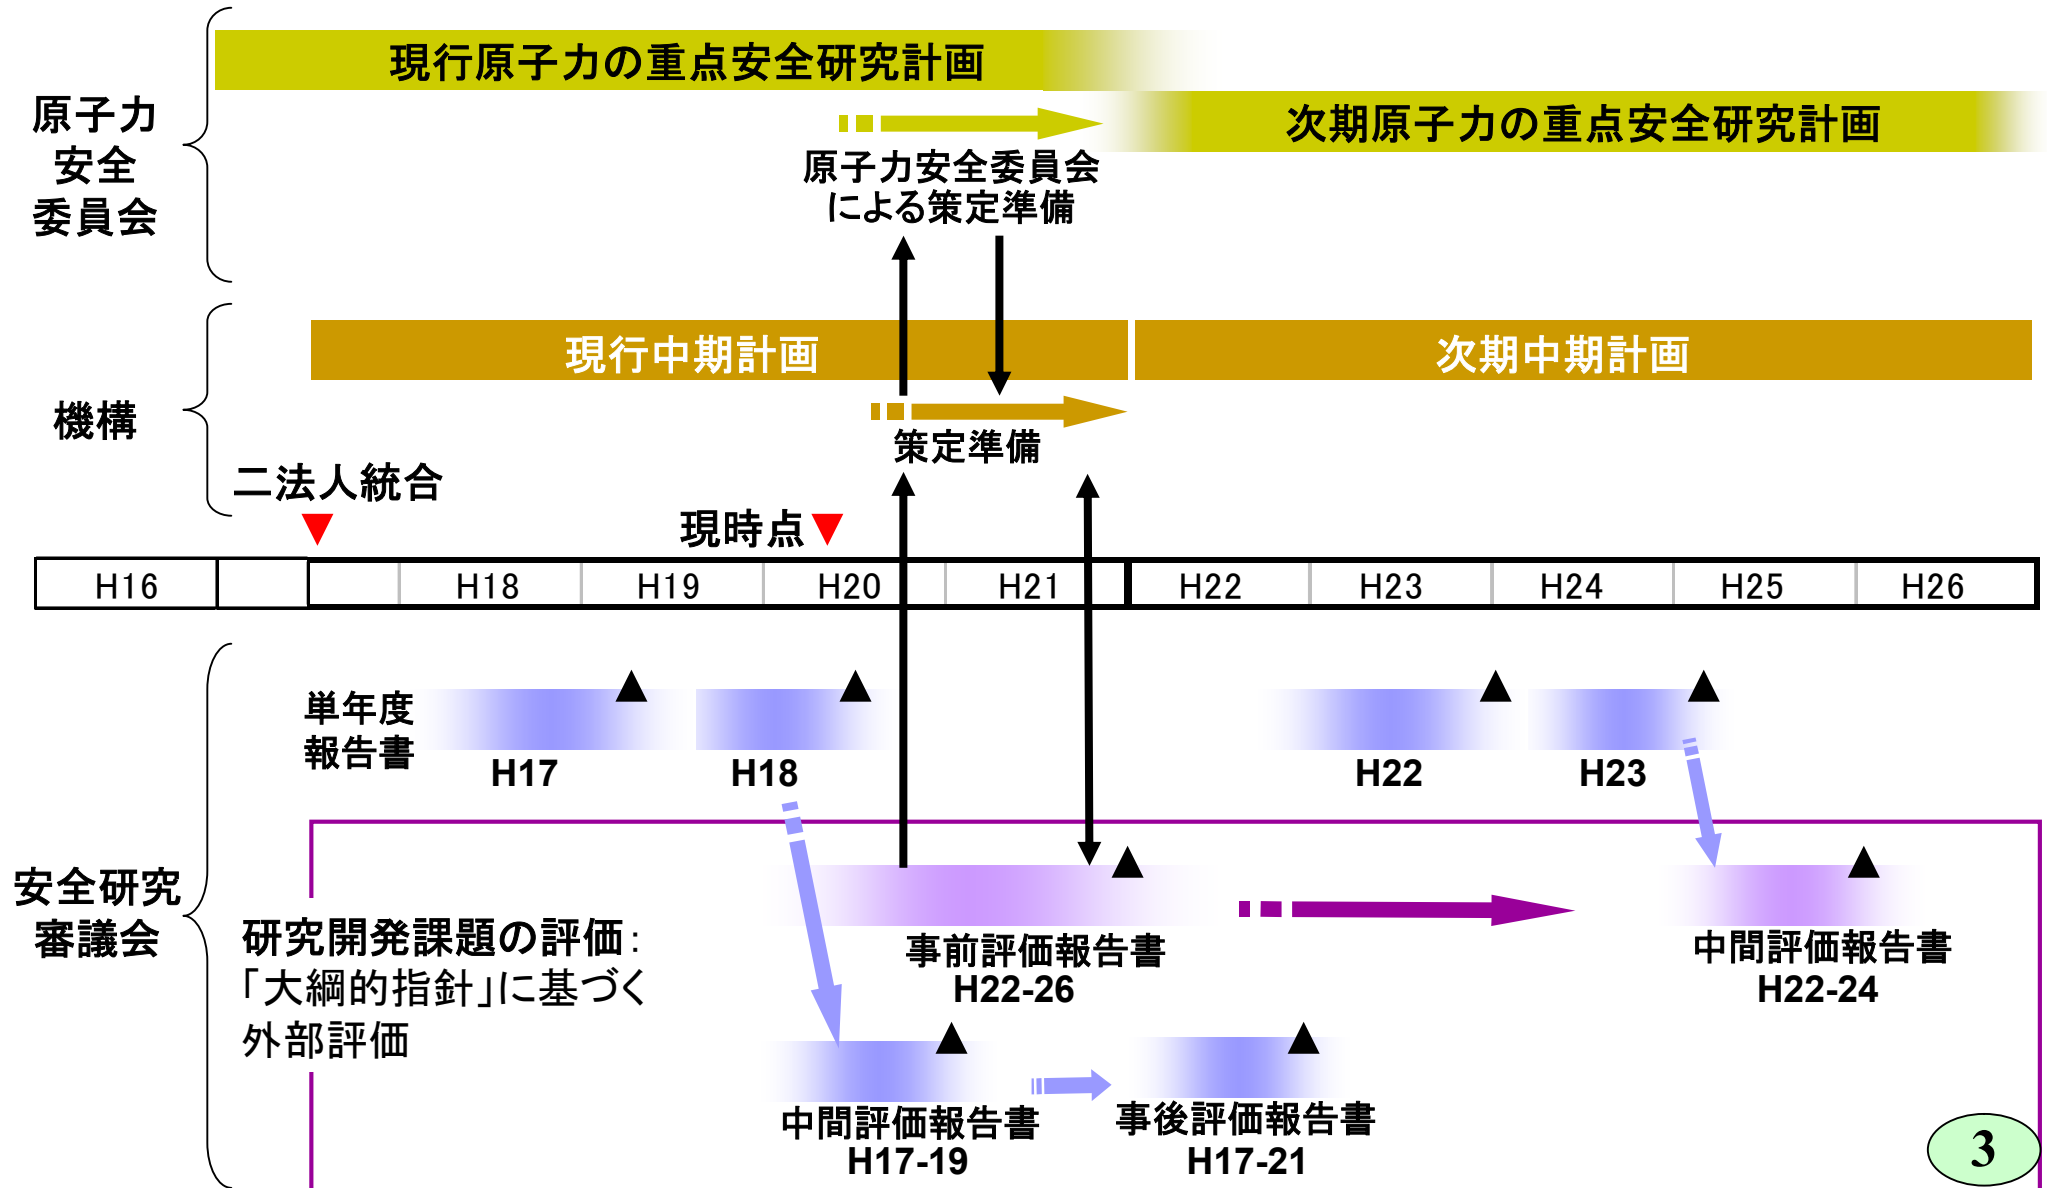 現行原子力の重点安全研究計画
次期原子力の重点安全研究計画
原子力
安全
委員会
原子力安全委員会
による策定準備
現行中期計画
次期中期計画
機構
策定準備
二法人統合
現時点
H16
H18
H19
H20
H21
H22
H23
H24
H25
H26
単年度
報告書
H17
H18
H22
H23
安全研究
審議会
研究開発課題の評価：
「大綱的指針」に基づく
外部評価
事前評価報告書
H22-26
中間評価報告書
H22-24
中間評価報告書
H17-19
事後評価報告書
H17-21
3